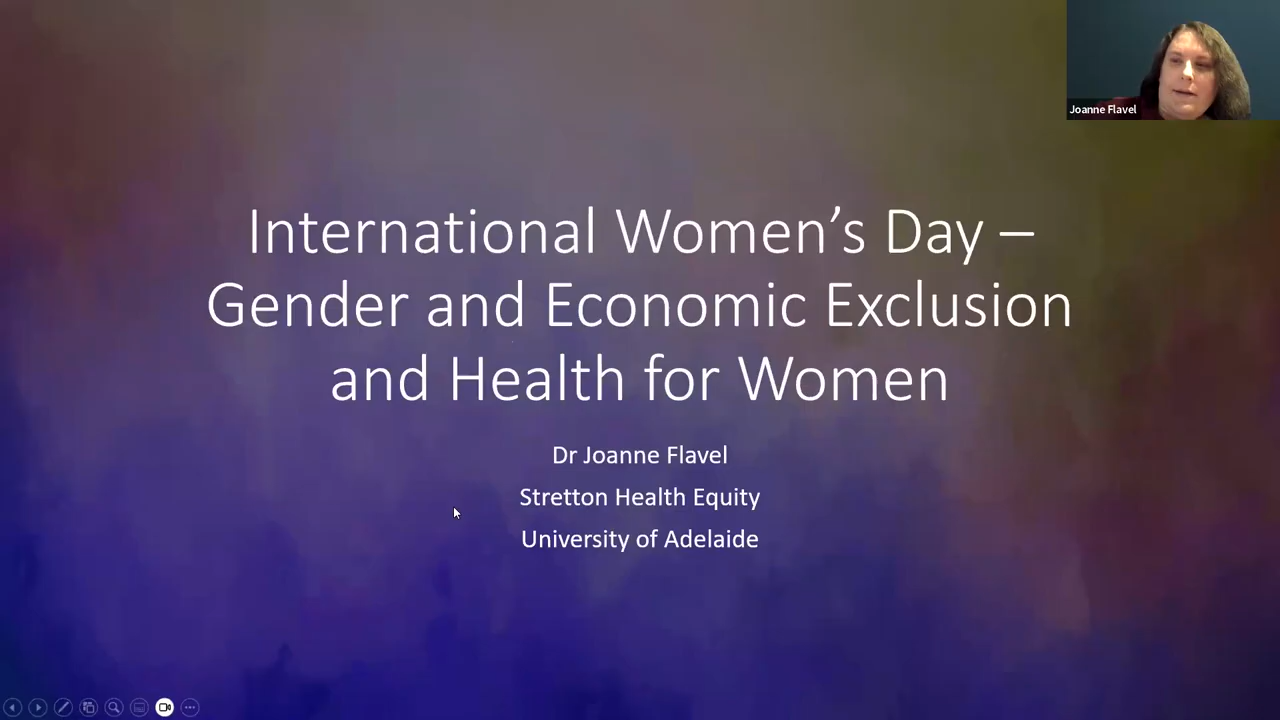 Joanne Flavel
International Women’s Day –
Gender and Economic Exclusion
and Health for Women
Dr Joanne Flavel
Stretton Health Equity
University of Adelaide